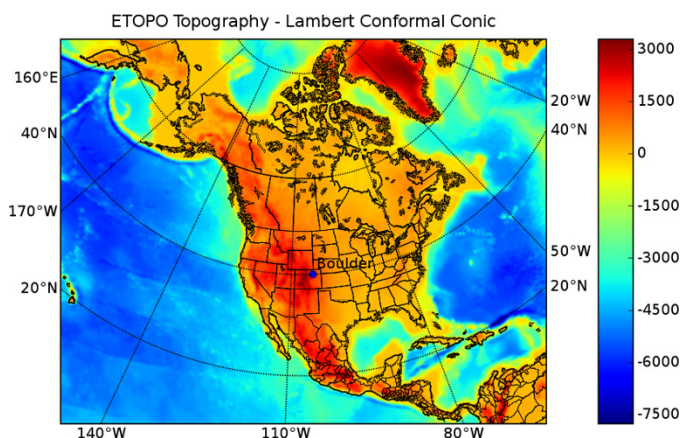 ETOPO Topography - Lambert Conformal Conic
160°E
40°N
170°W
20°N
140°W
110°W
80°W
20°W
40°N
50°W
20°N
Boulder
3000
1500
0
−1500
−3000
−4500
−6000
−7500